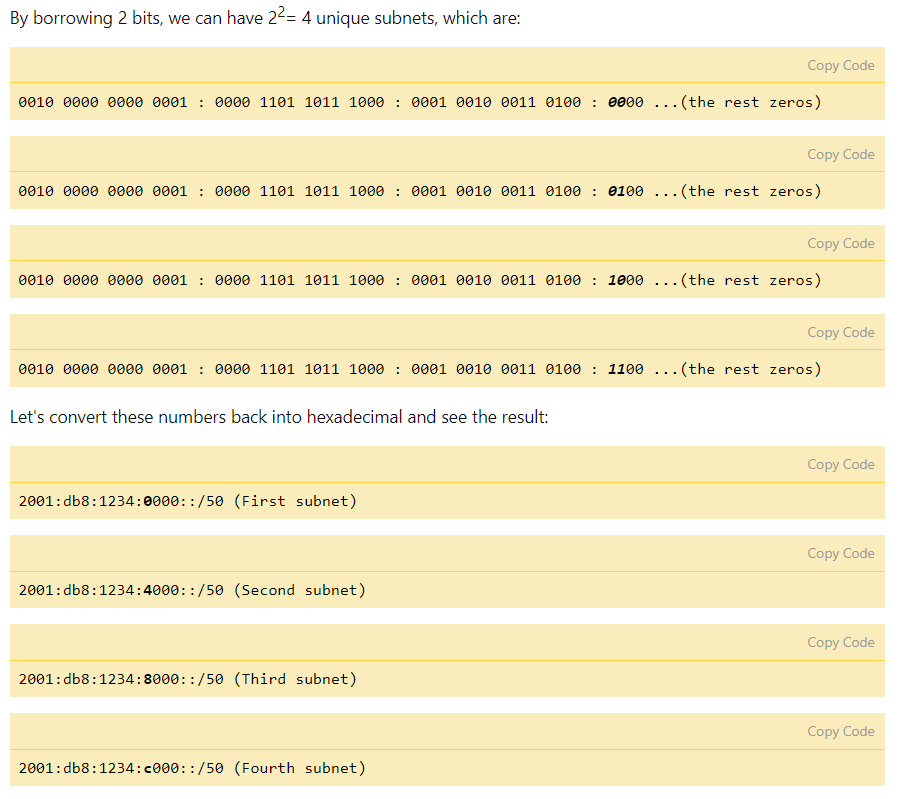 By borrowing 2 bits, we can have 2²= 4 unique subnets, which are:
Copy Code
0010 0000 0000 0001 : 0000 1101 1011 1000 : 0001 0010 0011 0100 : 0000 ...(the rest zeros)
Copy Code
0010 0000 0000 0001 : 0000 1101 1011 1000 : 0001 0010 0011 0100 : 0100 ...(the rest zeros)
Copy Code
0010 0000 0000 0001 : 0000 1101 1011 1000 : 0001 0010 0011 0100 : 1000 ...(the rest zeros)
Copy Code
0010 0000 0000 0001 : 0000 1101 1011 1000 : 0001 0010 0011 0100 : 1100 ...(the rest zeros)
Let's convert these numbers back into hexadecimal and see the result:
Copy Code
2001:db8:1234:0000::/50 (First subnet)
Copy Code
2001:db8:1234:4000::/50 (Second subnet)
Copy Code
2001:db8:1234:8000::/50 (Third subnet)
Copy Code
2001:db8:1234:c000::/50 (Fourth subnet)